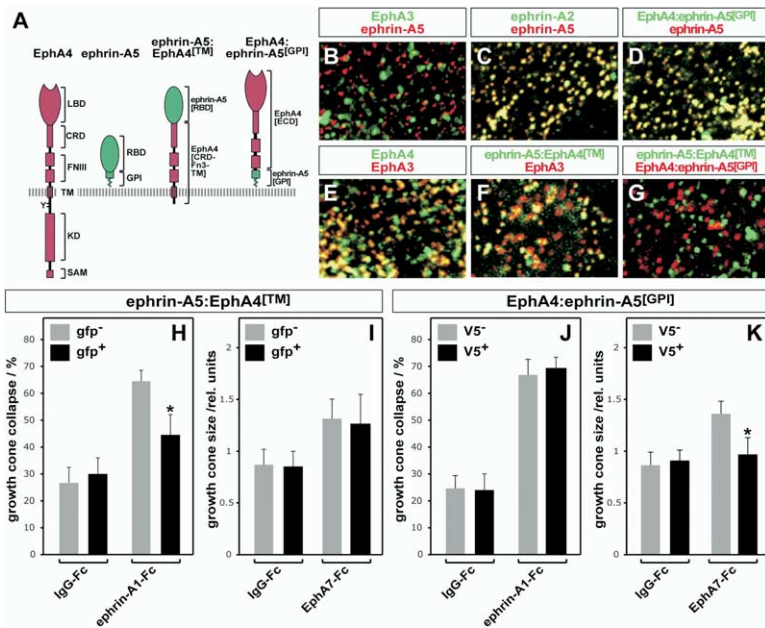 A
EphA4
ephrin-A5
ephrin-A5:
EphA4[TM]
EphA4:
ephrin-A5[GPI]
LBD
CRD
FNIII
TM
Y
KD
SAM
RBD
GPI
ephrin-A5
[RBD]
EphA4
[CRD-
Fn3-
TM]
EphA4
[ECD]
ephrin-A5
[GPI]
EphA3
ephrin-A5
B
ephrin-A2
ephrin-A5
C
EphA4:ephrin-A5[GPI]
ephrin-A5
D
EphA4
EphA3
E
ephrin-A5:EphA4[TM]
EphA3
F
ephrin-A5:EphA4[TM]
EphA4:ephrin-A5[GPI]
G
ephrin-A5:EphA4[TM]
EphA4:ephrin-A5[GPI]
H
gfp-
gfp+
growth cone collapse / %
80
70
60
50
40
30
20
10
0
*
IgG-Fc
ephrin-A1-Fc
I
gfp-
gfp+
growth cone size /rel. units
2
1.5
1
0.5
0
IgG-Fc
EphA7-Fc
J
V5-
V5+
growth cone collapse / %
80
70
60
50
40
30
20
10
0
IgG-Fc
ephrin-A1-Fc
K
V5-
V5+
growth cone size /rel. units
2
1.5
1
0.5
0
*
IgG-Fc
EphA7-Fc